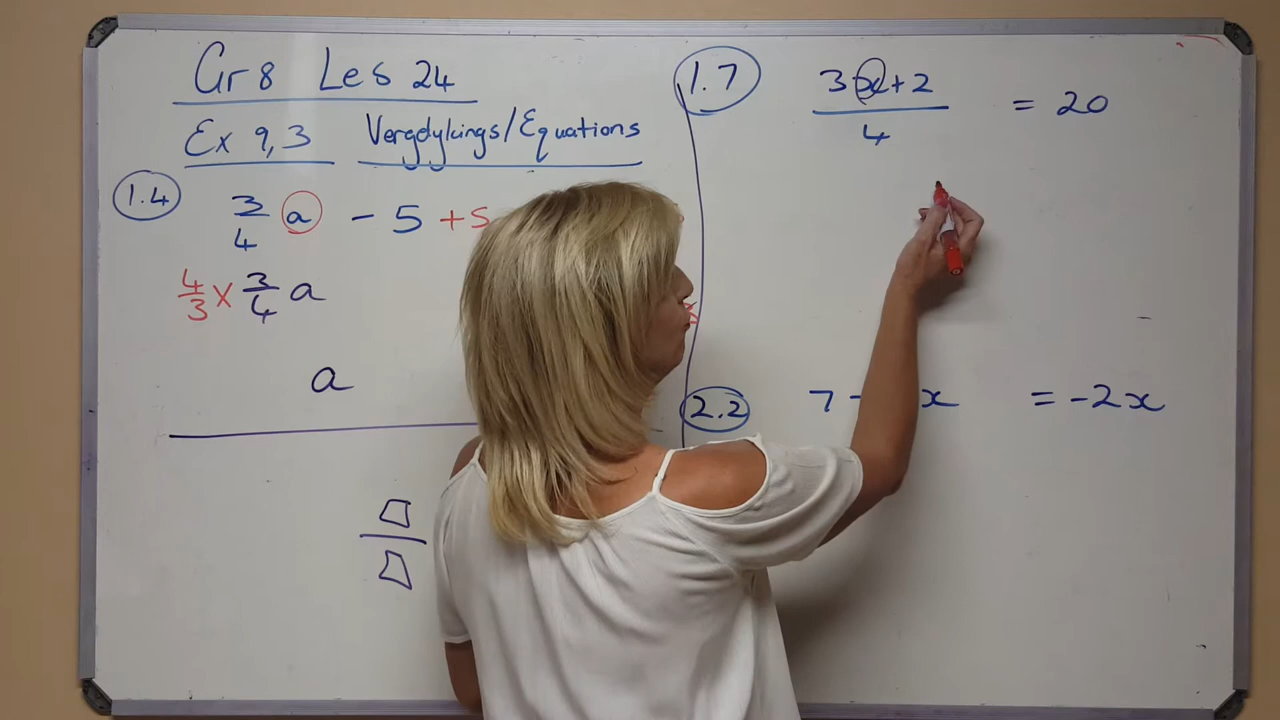 Gr 8 Les 24
Ex 9,3 Vergelykings/Equations
1.4 3/4 a - 5 + 5
4/3 × 3/4 a
a
1.7 3x + 2 / 4 = 20
2.2 7 - x = -2x